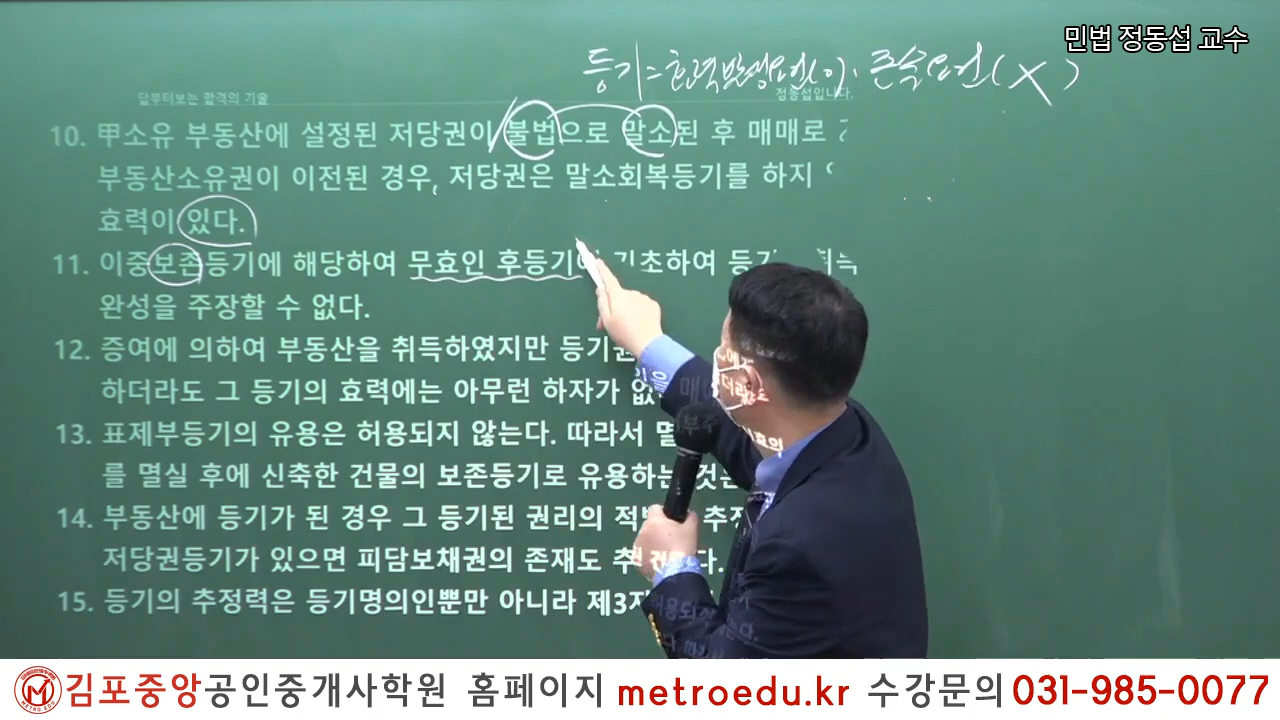 민법 정동섭 교수
등기=효력발생요건(o). 존속요건(X)
답부터보는 합격의 기술 정동섭입니다.
10. 甲소유 부동산에 설정된 저당권이 불법으로 말소된 후 매매로
부동산소유권이 이전된 경우, 저당권은 말소회복등기를 하지
효력이 있다.
11. 이중보존등기에 해당하여 무효인 후등기에 기초하여
완성을 주장할 수 없다.
12. 증여에 의하여 부동산을 취득하였지만
하더라도 그 등기의 효력에는 아무런 하자가
13. 표제부등기의 유용은 허용되지 않는다. 따라서
를 멸실 후에 신축한 건물의 보존등기로 유용하는 것은
14. 부동산에 등기가 된 경우 그 등기된 권리의
저당권등기가 있으면 피담보채권의 존재도
15. 등기의 추정력은 등기명의인뿐만 아니라
METRO EDU
김포중앙공인중개사학원 홈페이지 metroedu.kr 수강문의 031-985-0077